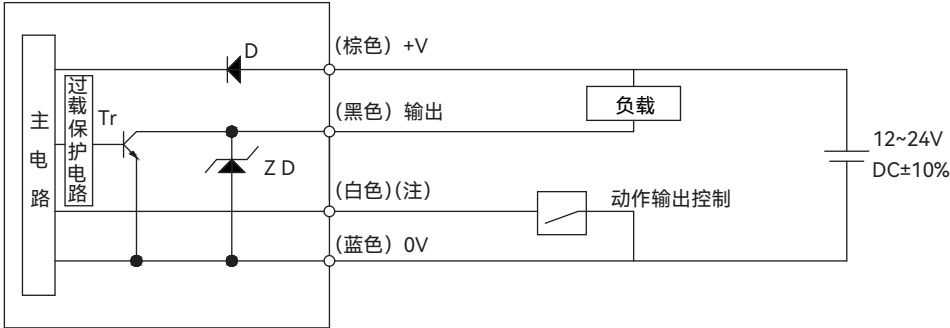 (棕色) +V
D
过载保护电路
主电路
Tr
(黑色) 输出
负载
Z D
12~24V
DC±10%
(白色)(注)
动作输出控制
(蓝色) 0V